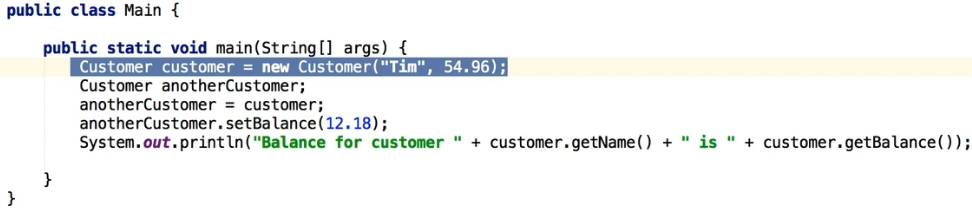 public class Main {
public static void main(String[] args) {
Customer customer = new Customer("Tim", 54.96);
Customer anotherCustomer;
anotherCustomer = customer;
anotherCustomer.setBalance(12.18);
System.out.println("Balance for customer " + customer.getName() + " is " + customer.getBalance());
}
}